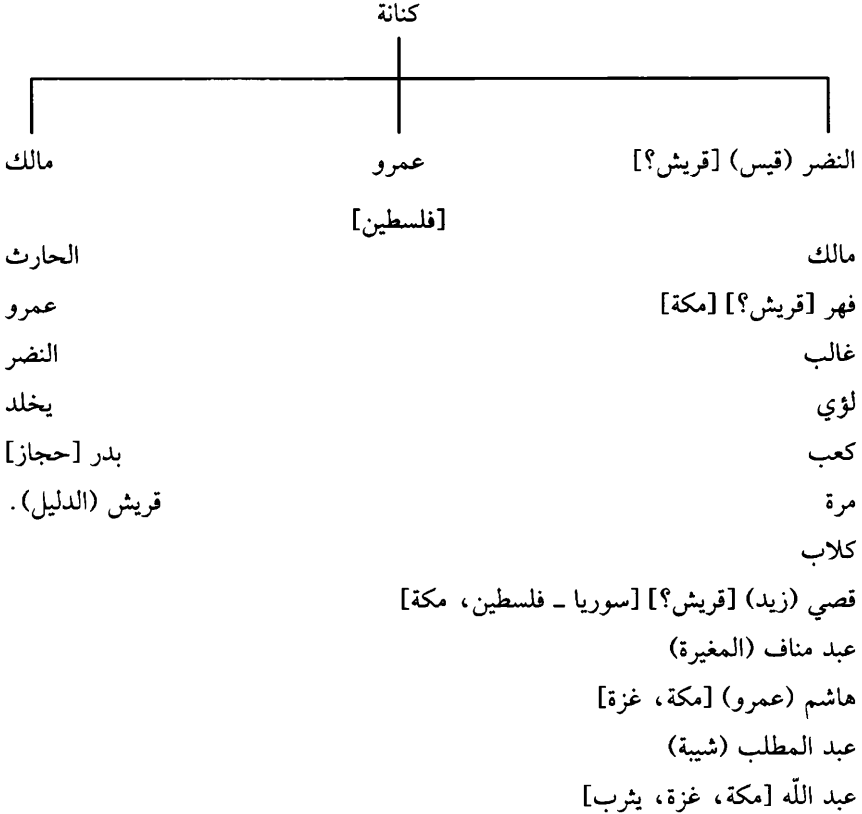 كنانة
النضر (قيس) [قريش؟] عمرو مالك
[فلسطين]
مالك الحارث
فهر [قريش؟] [مكة] عمرو
غالب النضر
لؤي يخلد
كعب بدر [حجاز]
مرة قريش (الدليل).
كلاب
قصي (زيد) [قريش؟] [سوريا ـ فلسطين، مكة]
عبد مناف (المغيرة)
هاشم (عمرو) [مكة، غزة]
عبد المطلب (شيبة)
عبد اللّه [مكة، غزة، يثرب]